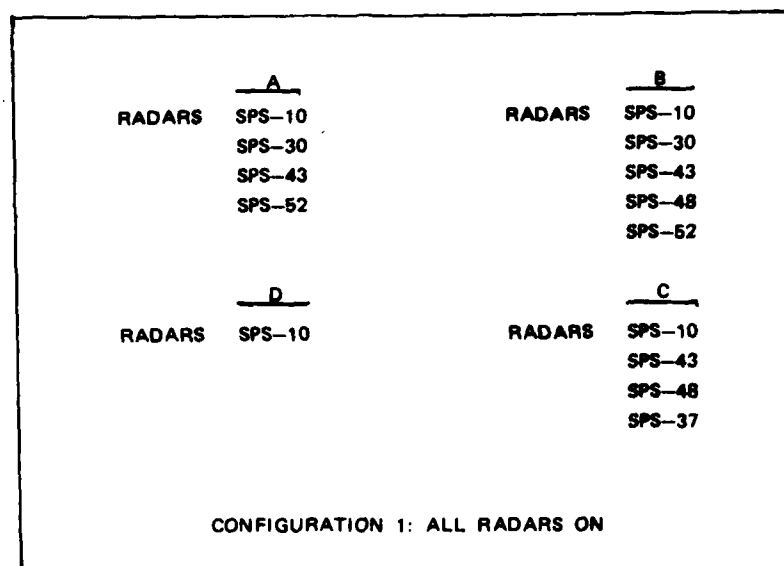 A
RADARS SPS-10
SPS-30
SPS-43
SPS-52
B
RADARS SPS-10
SPS-30
SPS-43
SPS-48
SPS-52
D
RADARS SPS-10
C
RADARS SPS-10
SPS-43
SPS-48
SPS-37
CONFIGURATION 1: ALL RADARS ON